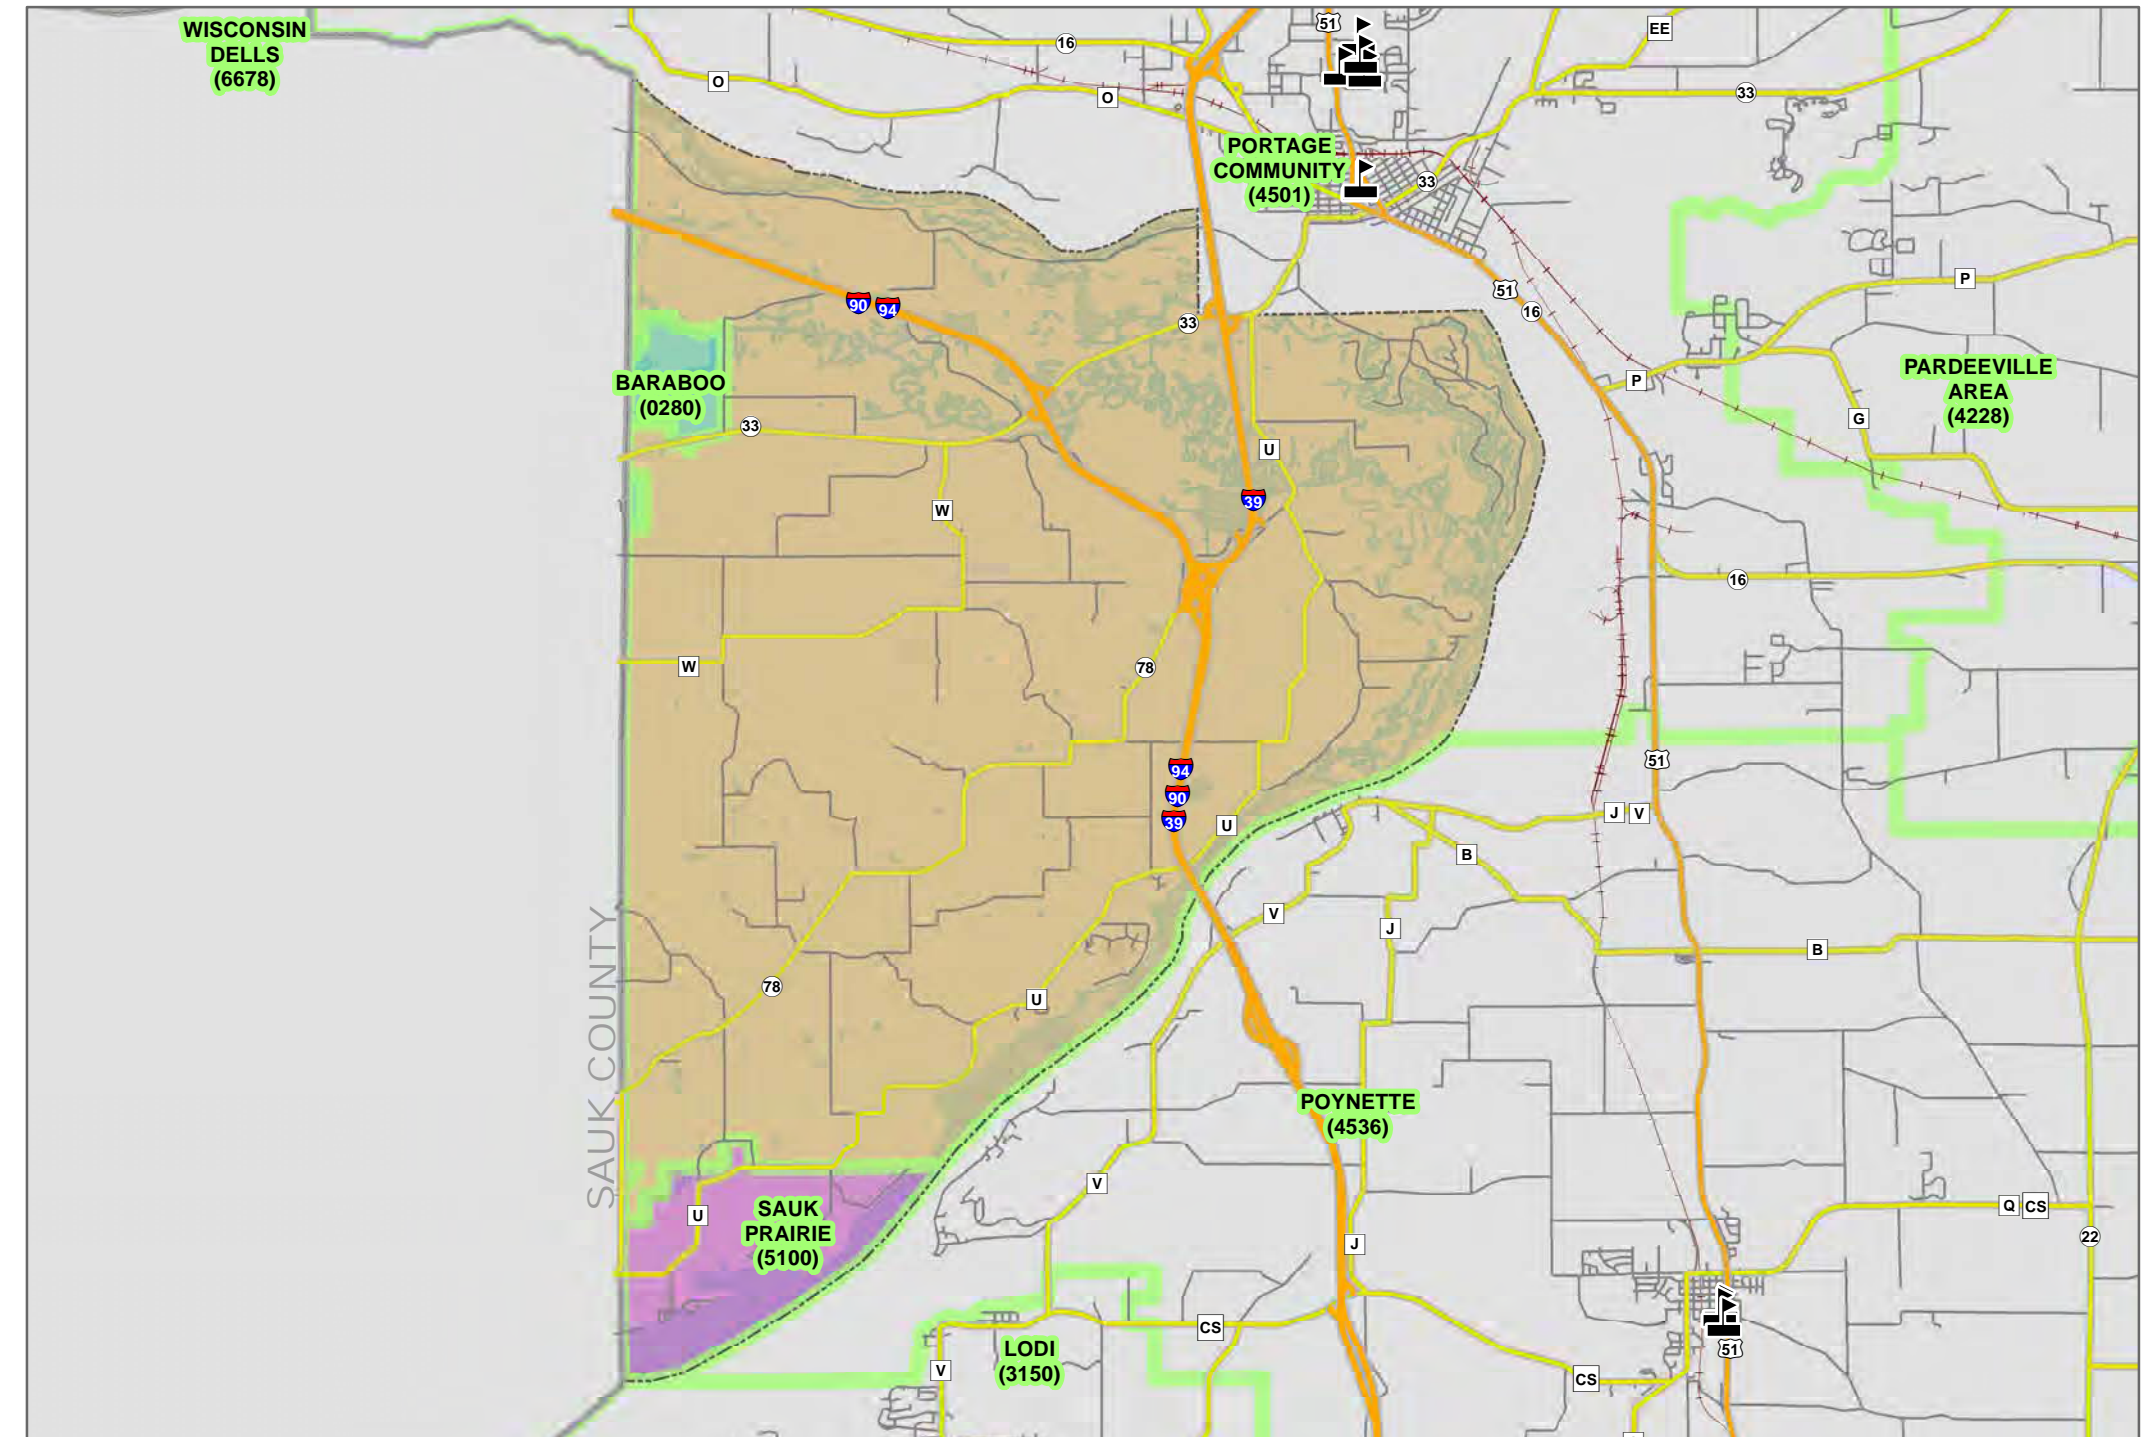 WISCONSIN
DELLS
(6678)
51
EE
16
O
O
33
PORTAGE
COMMUNITY
(4501)
33
P
51
16
90
94
33
BARABOO
(0280)
P
PARDEEVILLE
AREA
(4228)
G
33
U
39
W
16
W
78
51
94
90
39
U
J
V
B
V
J
B
78
U
SAUK COUNTY
POYNETTE
(4536)
V
U
SAUK
PRAIRIE
(5100)
Q
CS
22
J
CS
LODI
(3150)
V
51
CS